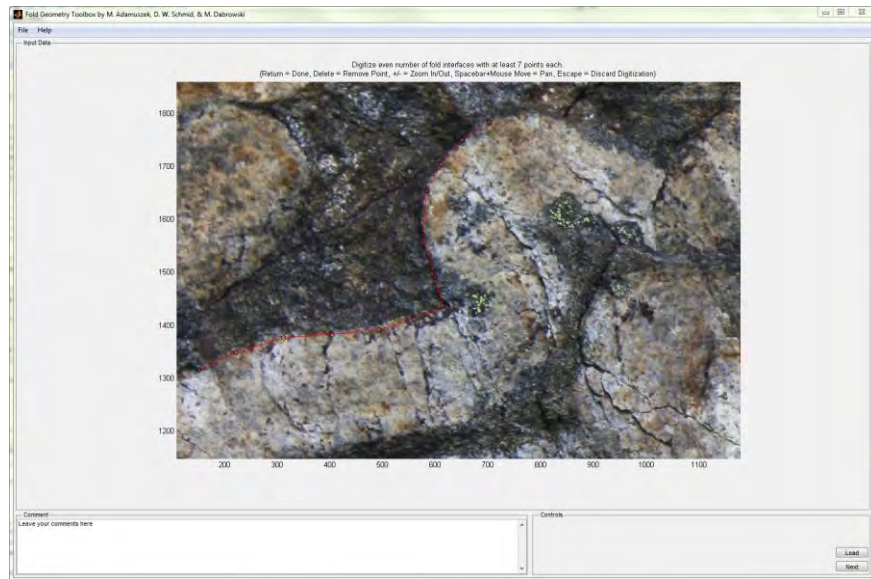 Fold Geometry Toolbox by M. Adamuszek, D. W. Schmid, & M. Dabrowski
File Help
Input Data
Digitize even number of fold interfaces with at least 7 points each.
(Return = Done, Delete = Remove Point, +/- = Zoom In/Out, Spacebar+Mouse Move = Pan, Escape = Discard Digitization)
1800
1700
1600
1500
1400
1300
1200
200 300 400 500 600 700 800 900 1000 1100
Comment
Leave your comments here
Controls
Load
Next